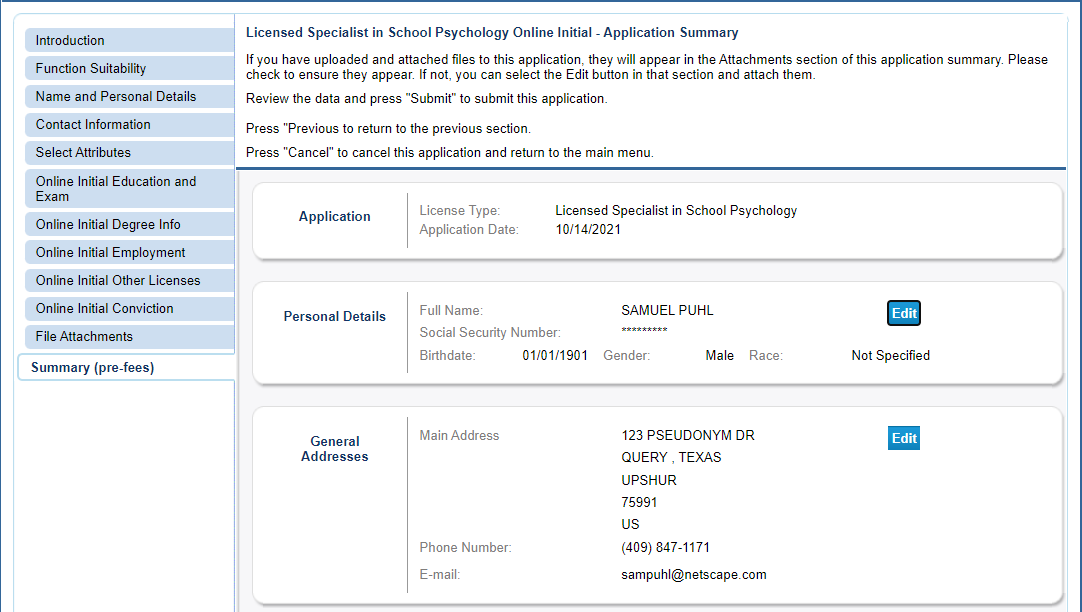 Introduction
Function Suitability
Name and Personal Details
Contact Information
Select Attributes
Online Initial Education and
Exam
Online Initial Degree Info
Online Initial Employment
Online Initial Other Licenses
Online Initial Conviction
File Attachments
Summary (pre-fees)
Licensed Specialist in School Psychology Online Initial - Application Summary
If you have uploaded and attached files to this application, they will appear in the Attachments section of this application summary. Please
check to ensure they appear. If not, you can select the Edit button in that section and attach them.
Review the data and press "Submit" to submit this application.
Press "Previous to return to the previous section.
Press "Cancel" to cancel this application and return to the main menu.
Application
License Type: Licensed Specialist in School Psychology
Application Date: 10/14/2021
Personal Details
Full Name: SAMUEL PUHL Edit
Social Security Number: *********
Birthdate: 01/01/1901 Gender: Male Race: Not Specified
General
Addresses
Main Address 123 PSEUDONYM DR Edit
QUERY , TEXAS
UPSHUR
75991
US
Phone Number: (409) 847-1171
E-mail: sampuhl@netscape.com